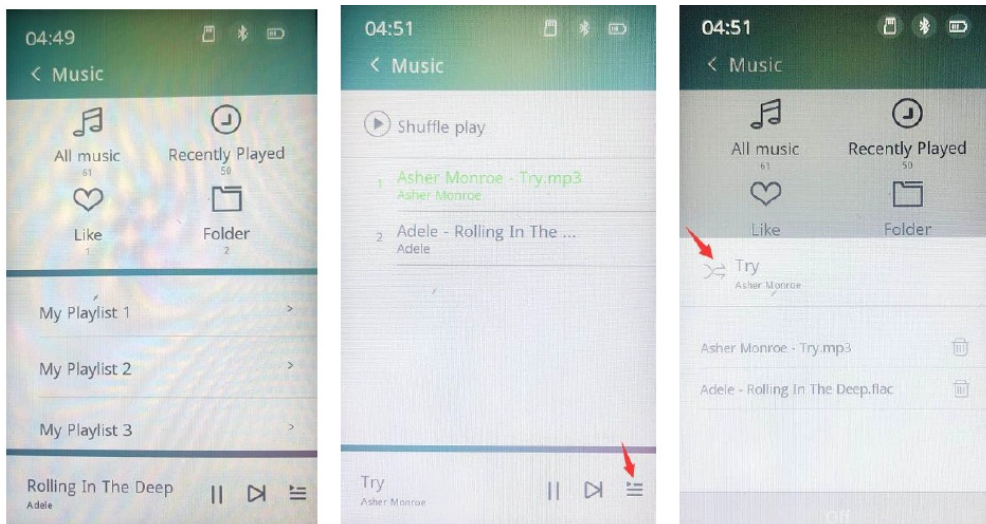 04:49
Music
All music
61
Recently Played
50
Like
1
Folder
2
My Playlist 1
My Playlist 2
My Playlist 3
Rolling In The Deep
Adele
04:51
Music
Shuffle play
1 Asher Monroe - Try.mp3
Asher Monroe
2 Adele - Rolling In The ...
Adele
Try
Asher Monroe
04:51
Music
All music
61
Recently Played
50
Like
Folder
Try
Asher Monroe
Asher Monroe - Try.mp3
Adele - Rolling In The Deep.flac
Off